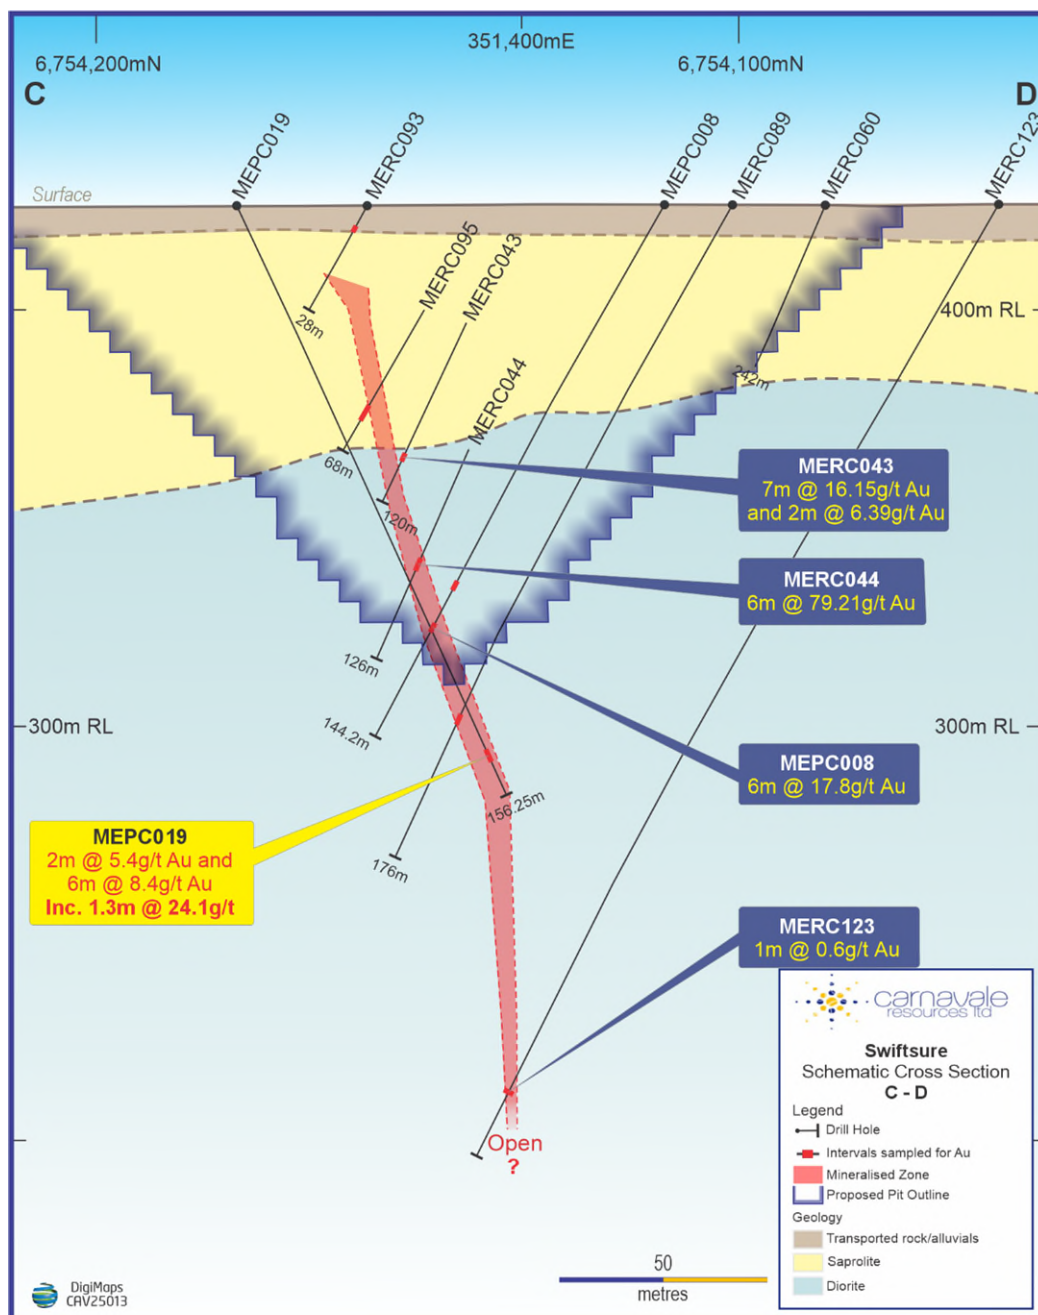 6,754,200mN
351,400mE
6,754,100mN
C
D
MEPC019
MERC093
MEPC008
MERC089
MERC060
MERC123
Surface
MERC095
MERC043
28m
400m RL
MERC044
242m
68m
MERC043
7m @ 16.15g/t Au
and 2m @ 6.39g/t Au
120m
MERC044
6m @ 79.21g/t Au
126m
144.2m
300m RL
300m RL
MEPC008
6m @ 17.8g/t Au
156.25m
MEPC019
2m @ 5.4g/t Au and
6m @ 8.4g/t Au
Inc. 1.3m @ 24.1g/t
176m
MERC123
1m @ 0.6g/t Au
carnavale
resources ltd
Swiftsure
Schematic Cross Section
C - D
Legend
Drill Hole
Intervals sampled for Au
Mineralised Zone
Proposed Pit Outline
Geology
Transported rock/alluvials
Saprolite
Diorite
Open
?
50
metres
DigiMaps
CAV25013